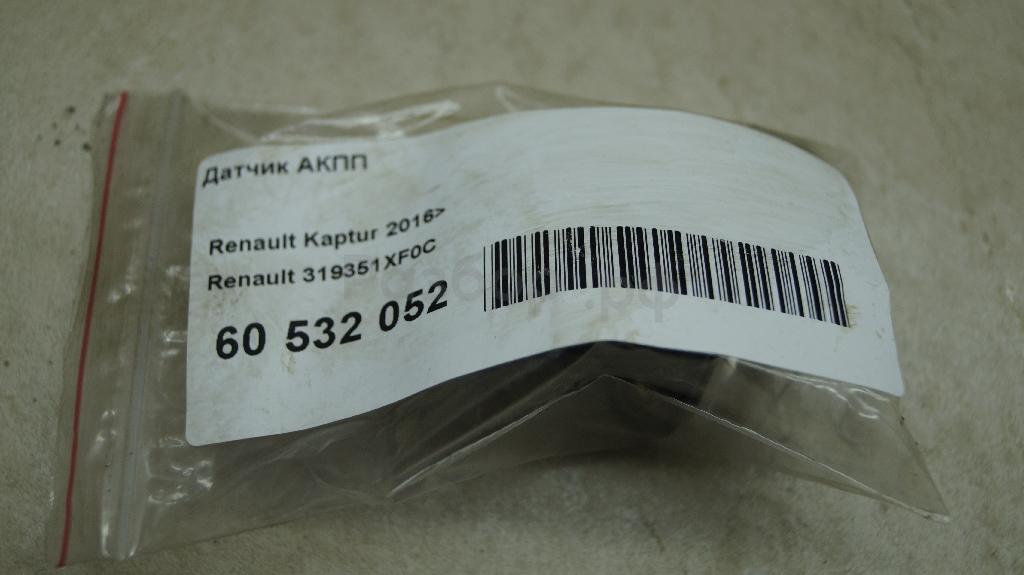 Датчик АКПП
Renault Kaptur 2016>
Renault 319351XF0C
60 532 052